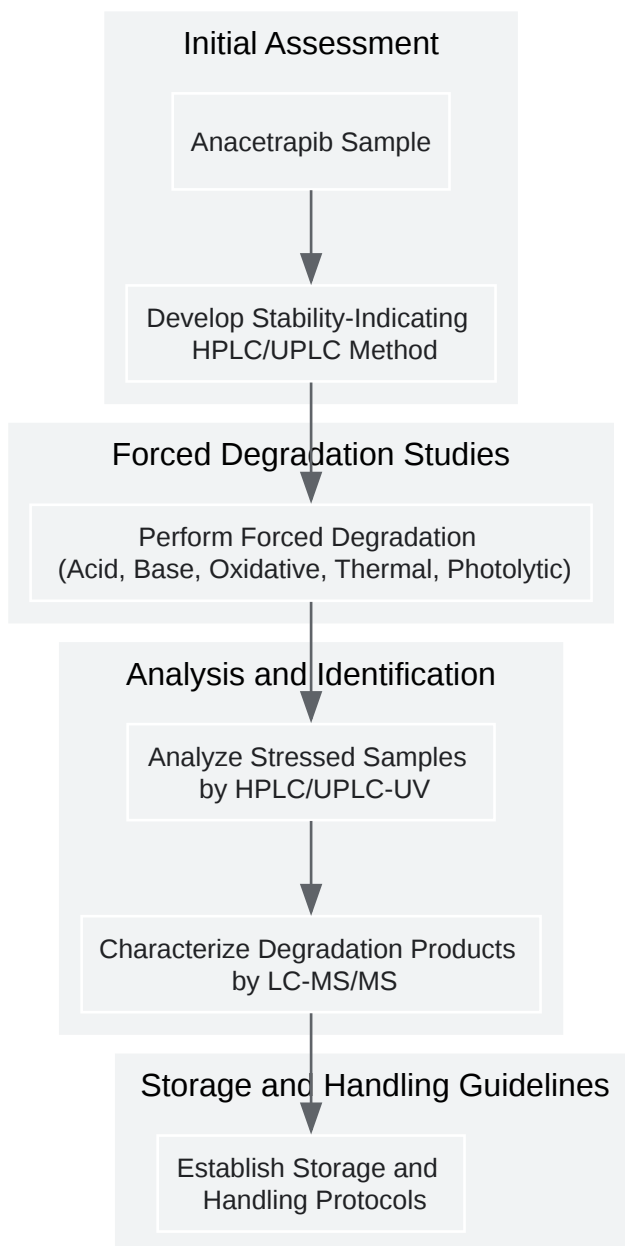 Initial Assessment
Anacetrapib Sample
Develop Stability-Indicating
HPLC/UPLC Method
Forced Degradation Studies
Perform Forced Degradation
(Acid, Base, Oxidative, Thermal, Photolytic)
Analysis and Identification
Analyze Stressed Samples
by HPLC/UPLC-UV
Characterize Degradation Products
by LC-MS/MS
Storage and Handling Guidelines
Establish Storage and
Handling Protocols